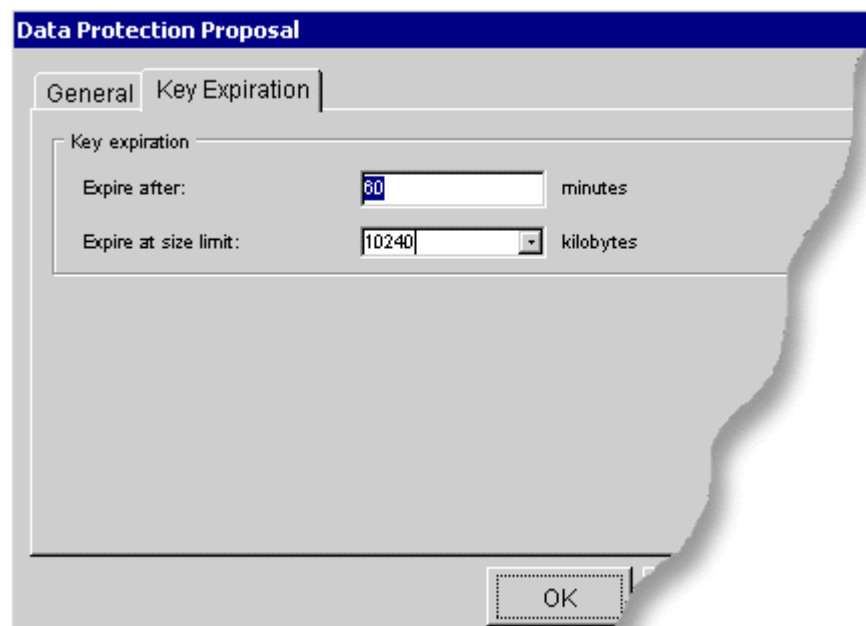 Data Protection Proposal
General Key Expiration
Key expiration
Expire after: 60 minutes
Expire at size limit: 10240 kilobytes
OK